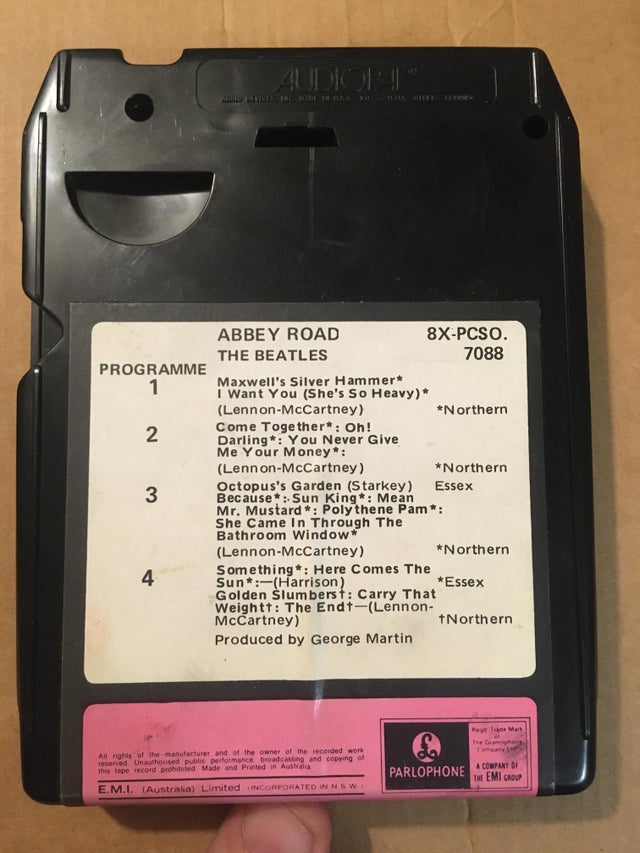 AUDIOPAK
ABBEY ROAD 8X-PCSO.
THE BEATLES 7088
PROGRAMME
1 Maxwell's Silver Hammer*
I Want You (She's So Heavy)*
(Lennon-McCartney) *Northern
2 Come Together*: Oh!
Darling*: You Never Give
Me Your Money*:
(Lennon-McCartney) *Northern
3 Octopus's Garden (Starkey) Essex
Because*: Sun King*: Mean
Mr. Mustard*: Polythene Pam*:
She Came In Through The
Bathroom Window*
(Lennon-McCartney) *Northern
4 Something*: Here Comes The
Sun*:—(Harrison) *Essex
Golden Slumbers†: Carry That
Weight†: The End†—(Lennon-
McCartney) †Northern
Produced by George Martin
All rights of the manufacturer and of the owner of the recorded work
reserved. Unauthorised public performance, broadcasting and copying of
this tape record prohibited. Made and Printed in Australia
E.M.I. (Australia) Limited (INCORPORATED IN N S W)
£
PARLOPHONE
Regd. Trade Mark
of
The Gramophone
Company Ltd
A COMPANY OF
THE EMI GROUP